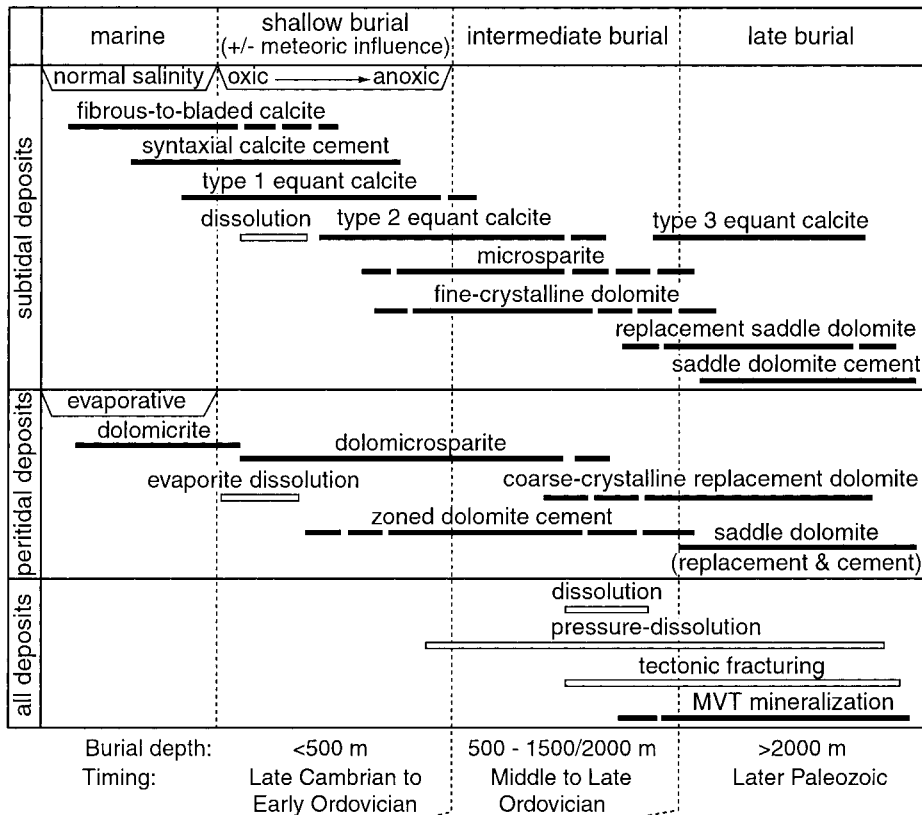 marine
shallow burial
(+/- meteoric influence)
intermediate burial
late burial
subtidal deposits
normal salinity
oxic
anoxic
fibrous-to-bladed calcite
syntaxial calcite cement
type 1 equant calcite
dissolution
type 2 equant calcite
type 3 equant calcite
microsparite
fine-crystalline dolomite
replacement saddle dolomite
saddle dolomite cement
peritidal deposits
evaporative
dolomicrite
dolomicrosparite
evaporite dissolution
coarse-crystalline replacement dolomite
zoned dolomite cement
saddle dolomite
(replacement & cement)
all deposits
dissolution
pressure-dissolution
tectonic fracturing
MVT mineralization
Burial depth: <500 m 500 - 1500/2000 m >2000 m
Timing: Late Cambrian to Middle to Late Later Paleozoic
Early Ordovician Ordovician